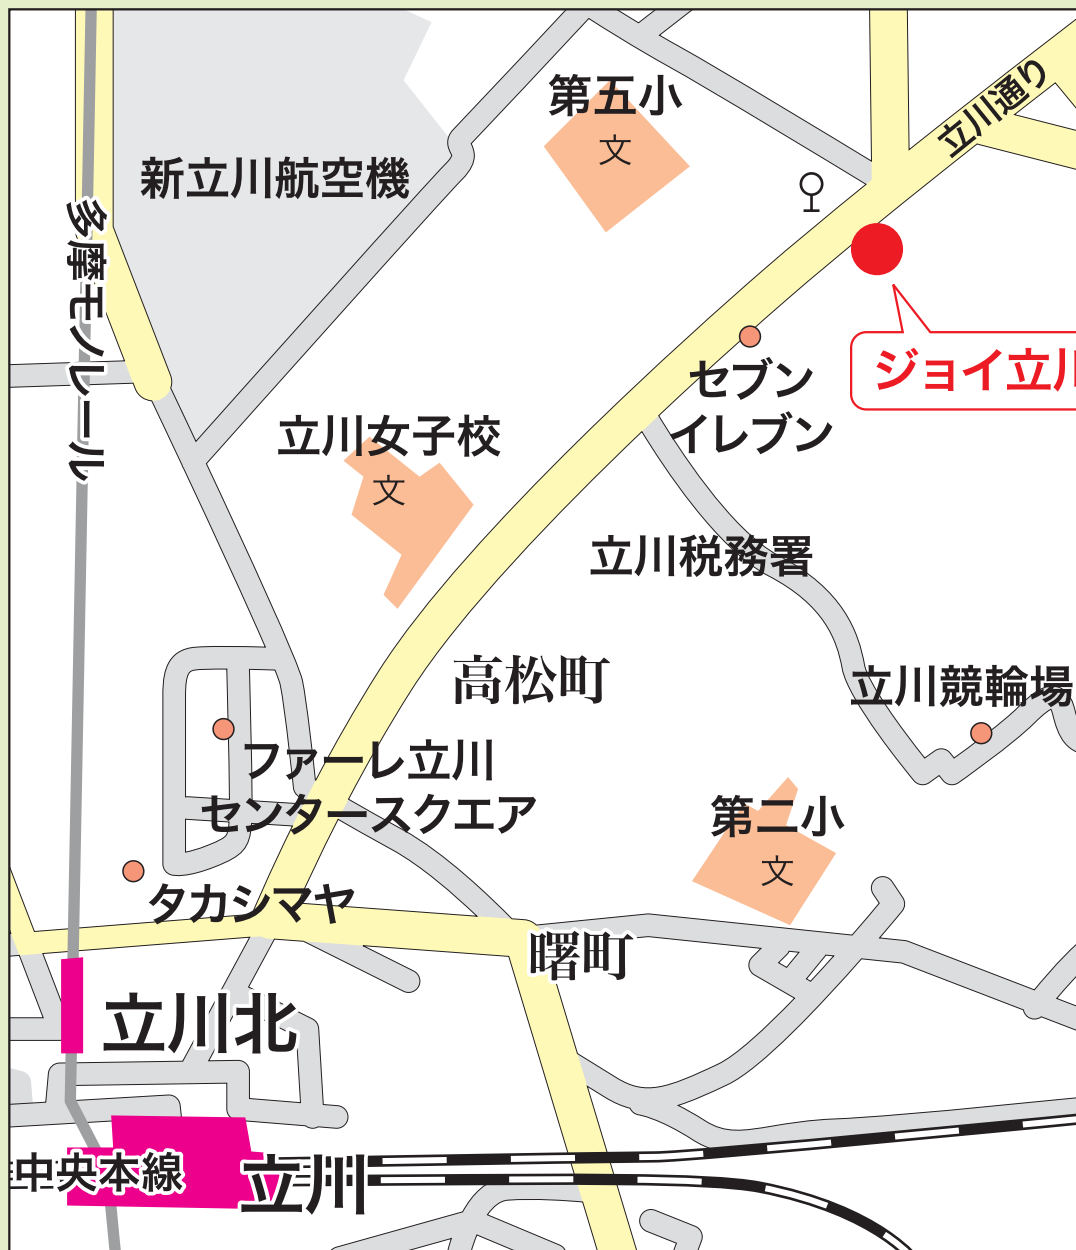 第五小
文
立川通り
新立川航空機
多摩モノレール
セブン
イレブン
ジョイ立川
立川女子校
文
立川税務署
高松町
立川競輪場
ファーレ立川
センタースクエア
第二小
文
タカシマヤ
曙町
立川北
中央本線
立川